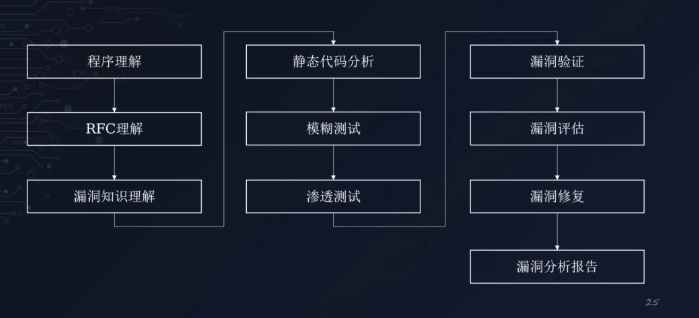 程序理解
RFC理解
漏洞知识理解
静态代码分析
模糊测试
渗透测试
漏洞验证
漏洞评估
漏洞修复
漏洞分析报告
25